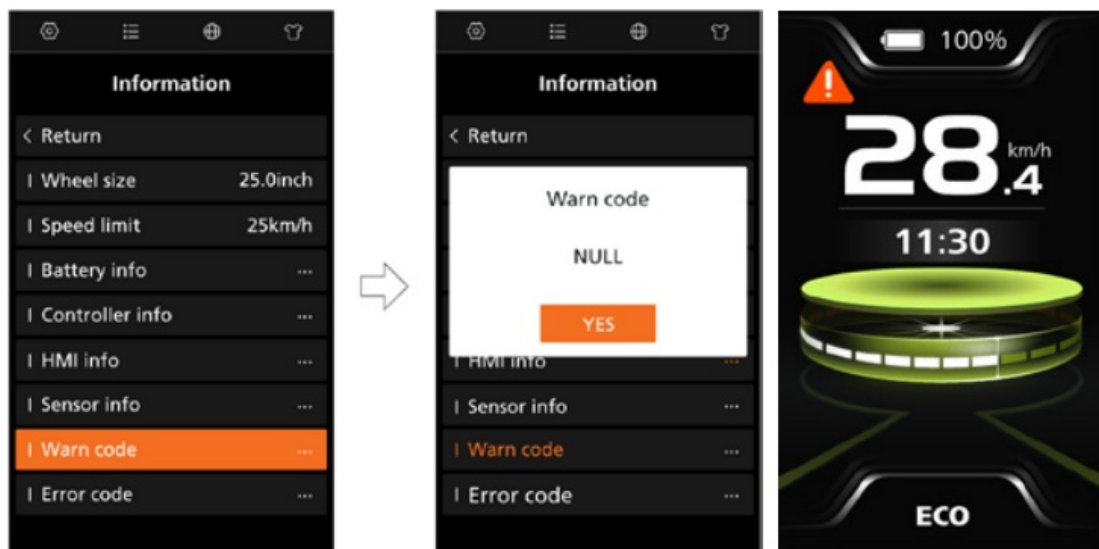 Information
< Return
| Wheel size 25.0inch
| Speed limit 25km/h
| Battery info ...
| Controller info ...
| HMI info ...
| Sensor info ...
| Warn code ...
| Error code ...
Information
< Return
Warn code
NULL
YES
| HMI info ...
| Sensor info ...
| Warn code ...
| Error code ...
100%
!
28.4 km/h
11:30
ECO